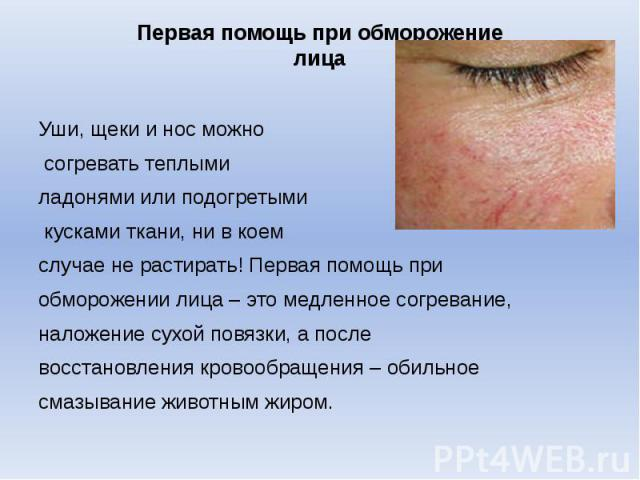 Первая помощь при обморожение
лица
Уши, щеки и нос можно
согревать теплыми
ладонями или подогретыми
кусками ткани, ни в коем
случае не растирать! Первая помощь при
обморожении лица – это медленное согревание,
наложение сухой повязки, а после
восстановления кровообращения – обильное
смазывание животным жиром.
PPt4WEB.ru